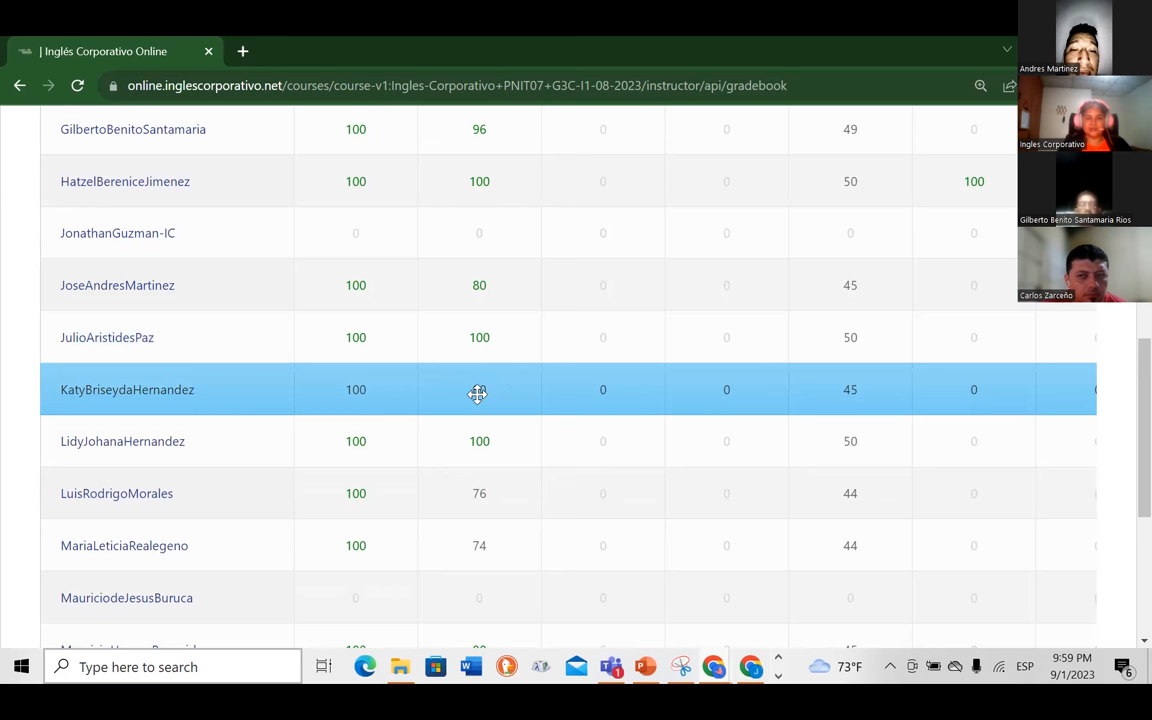 | Inglés Corporativo Online
online.inglescorporativo.net/courses/course-v1:Ingles-Corporativo+PNIT07+G3C-I1-08-2023/instructor/api/gradebook
Andres Martinez
Ingles Corporativo
Gilberto Benito Santamaria Rios
Carlos Zarceño
GilbertoBenitoSantamaria 100 96 0 0 49 0
HatzelBereniceJimenez 100 100 0 0 50 100
JonathanGuzman-IC 0 0 0 0 0 0
JoseAndresMartinez 100 80 0 0 45 0
JulioAristidesPaz 100 100 0 0 50 0
KatyBriseydaHernandez 100 0 0 45 0
LidyJohanaHernandez 100 100 0 0 50 0
LuisRodrigoMorales 100 76 0 0 44 0
MariaLeticiaRealegeno 100 74 0 0 44 0
MauriciodeJesusBuruca 0 0 0 0 0 0
Type here to search
73°F
ESP
9:59 PM
9/1/2023
6
1